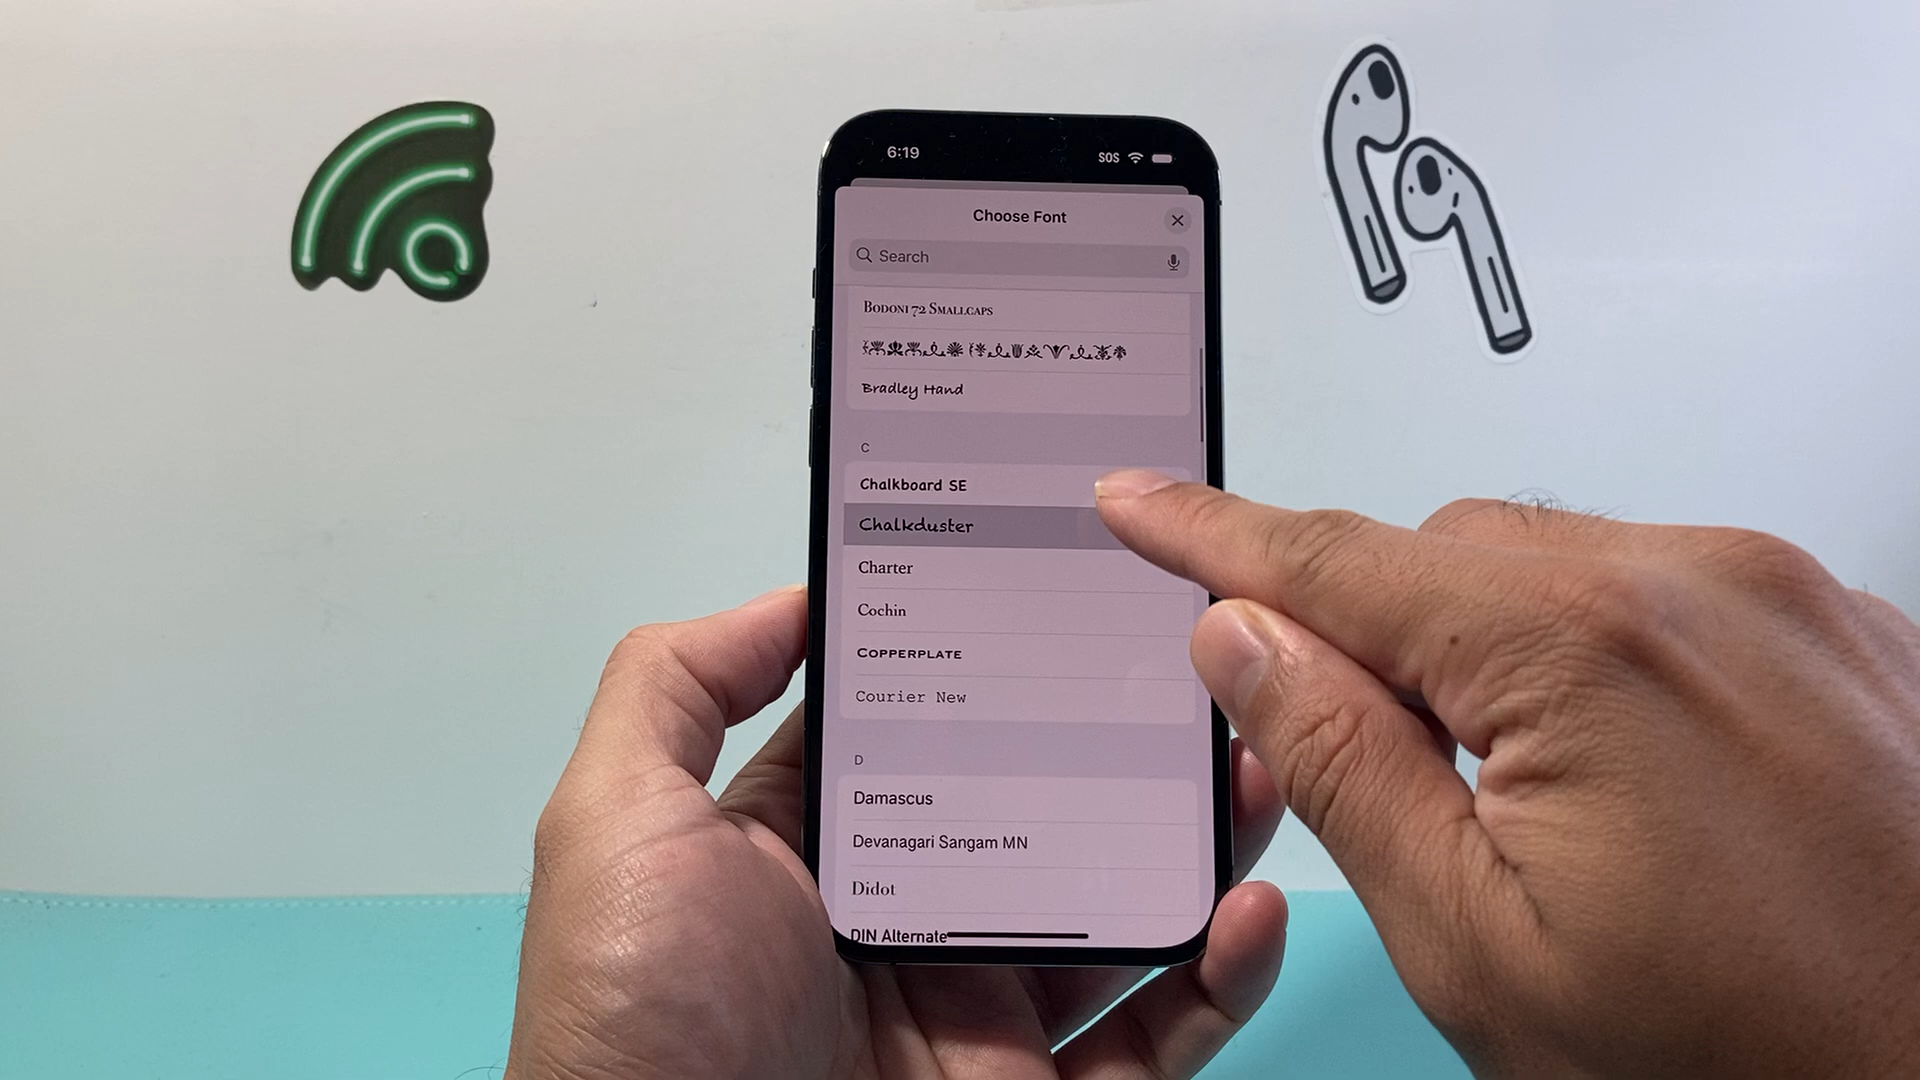 6:19
SOS
Choose Font
Search
Bodoni 72 Smallcaps
Bradley Hand
C
Chalkboard SE
Chalkduster
Charter
Cochin
COPPERPLATE
Courier New
D
Damascus
Devanagari Sangam MN
Didot
DIN Alternate